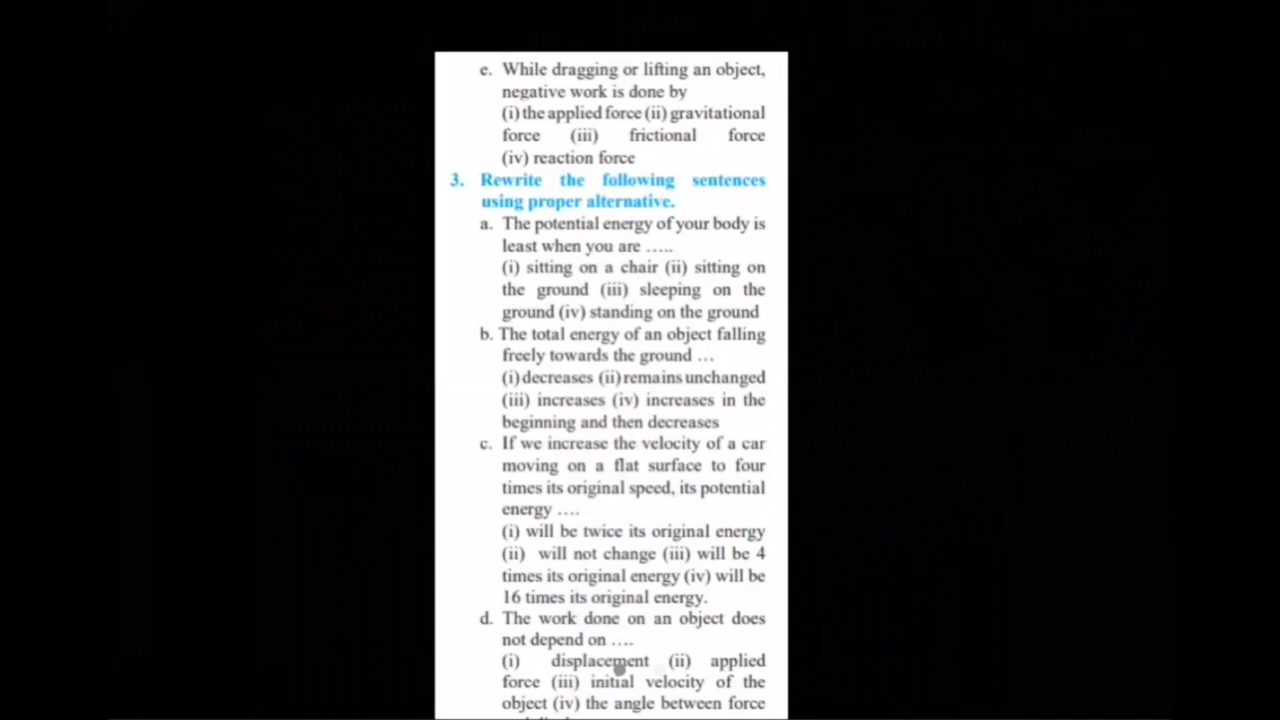 e. While dragging or lifting an object,
negative work is done by
(i) the applied force (ii) gravitational
force (iii) frictional force
(iv) reaction force
3. Rewrite the following sentences
using proper alternative.
a. The potential energy of your body is
least when you are …..
(i) sitting on a chair (ii) sitting on
the ground (iii) sleeping on the
ground (iv) standing on the ground
b. The total energy of an object falling
freely towards the ground …
(i) decreases (ii) remains unchanged
(iii) increases (iv) increases in the
beginning and then decreases
c. If we increase the velocity of a car
moving on a flat surface to four
times its original speed, its potential
energy ….
(i) will be twice its original energy
(ii) will not change (iii) will be 4
times its original energy (iv) will be
16 times its original energy.
d. The work done on an object does
not depend on ….
(i) displacement (ii) applied
force (iii) initial velocity of the
object (iv) the angle between force